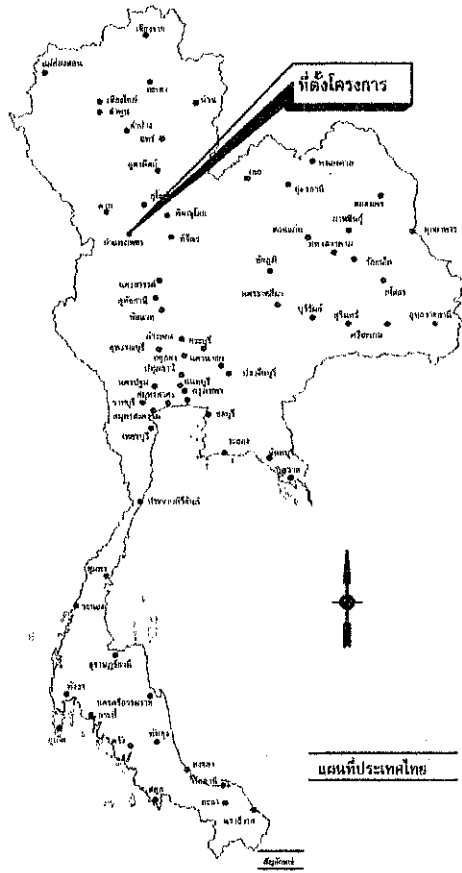 เชียงราย
แม่ฮ่องสอน
ที่ตั้งโครงการ
พะเยา
เชียงใหม่
น่าน
ลำพูน
ลำปาง
แพร่
อุตรดิตถ์
เลย
หนองคาย
อุดรธานี
สกลนคร
ตาก
พิษณุโลก
กาฬสินธุ์
มุกดาหาร
กำแพงเพชร
พิจิตร
ขอนแก่น
มหาสารคาม
ร้อยเอ็ด
ชัยภูมิ
นครสวรรค์
ยโสธร
อุทัยธานี
นครราชสีมา
ชัยนาท
บุรีรัมย์
สุรินทร์
อุบลราชธานี
ศรีสะเกษ
สระบุรี
สุพรรณบุรี
นครนายก
ปทุมธานี
ปราจีนบุรี
นครปฐม
นนทบุรี
กรุงเทพฯ
ราชบุรี
สมุทรสาคร
สมุทรสงคราม
ชลบุรี
เพชรบุรี
ระยอง
จันทบุรี
ตราด
ประจวบคีรีขันธ์
ชุมพร
ระนอง
สุราษฎร์ธานี
พังงา
นครศรีธรรมราช
กระบี่
ภูเก็ต
ตรัง
พัทลุง
สงขลา
แผนที่ประเทศไทย
ปัตตานี
สตูล
ยะลา
นราธิวาส
สัญลักษณ์